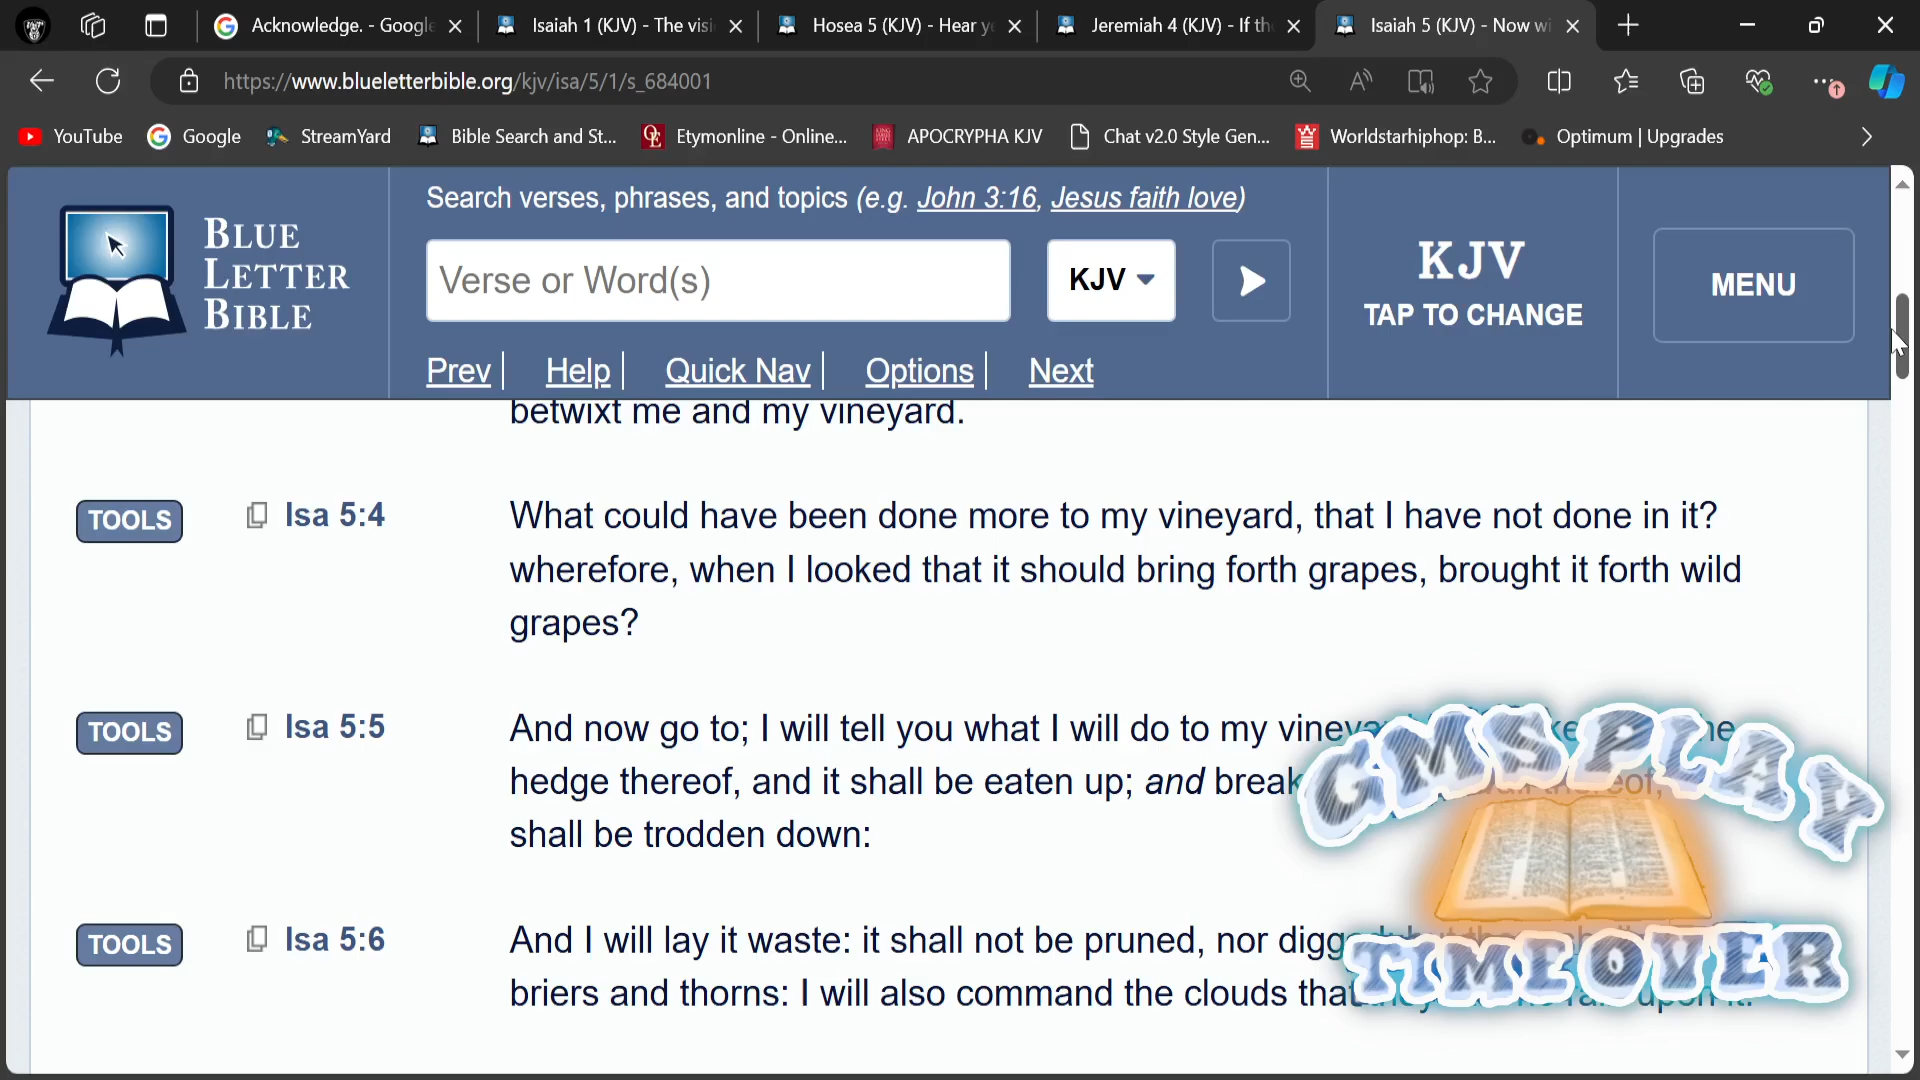 Acknowledge. - Google
Isaiah 1 (KJV) - The visi
Hosea 5 (KJV) - Hear ye
Jeremiah 4 (KJV) - If th
Isaiah 5 (KJV) - Now wi
https://www.blueletterbible.org/kjv/isa/5/1/s_684001
YouTube
Google
StreamYard
Bible Search and St...
Etymonline - Online...
APOCRYPHA KJV
Chat v2.0 Style Gen...
Worldstarhiphop: B...
Optimum | Upgrades
BLUE
LETTER
BIBLE
Search verses, phrases, and topics (e.g. John 3:16, Jesus faith love)
Verse or Word(s)
KJV
KJV
TAP TO CHANGE
MENU
Prev
Help
Quick Nav
Options
Next
betwixt me and my vineyard.
TOOLS
Isa 5:4
What could have been done more to my vineyard, that I have not done in it?
wherefore, when I looked that it should bring forth grapes, brought it forth wild
grapes?
TOOLS
Isa 5:5
And now go to; I will tell you what I will do to my
hedge thereof, and it shall be eaten up; and break
shall be trodden down:
TOOLS
Isa 5:6
And I will lay it waste: it shall not be pruned, nor
briers and thorns: I will also command the clouds that
upon it.
GMSPLAY
TIMEOVER